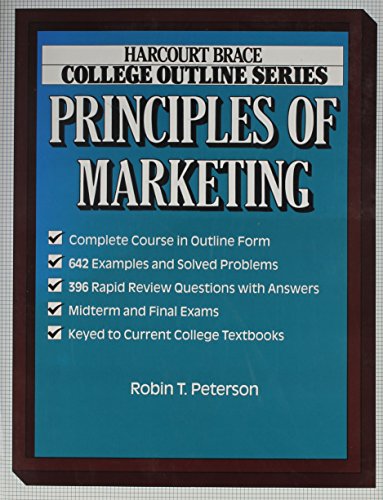 HARCOURT BRACE
COLLEGE OUTLINE SERIES
PRINCIPLES OF
MARKETING
Complete Course in Outline Form
642 Examples and Solved Problems
396 Rapid Review Questions with Answers
Midterm and Final Exams
Keyed to Current College Textbooks
Robin T. Peterson